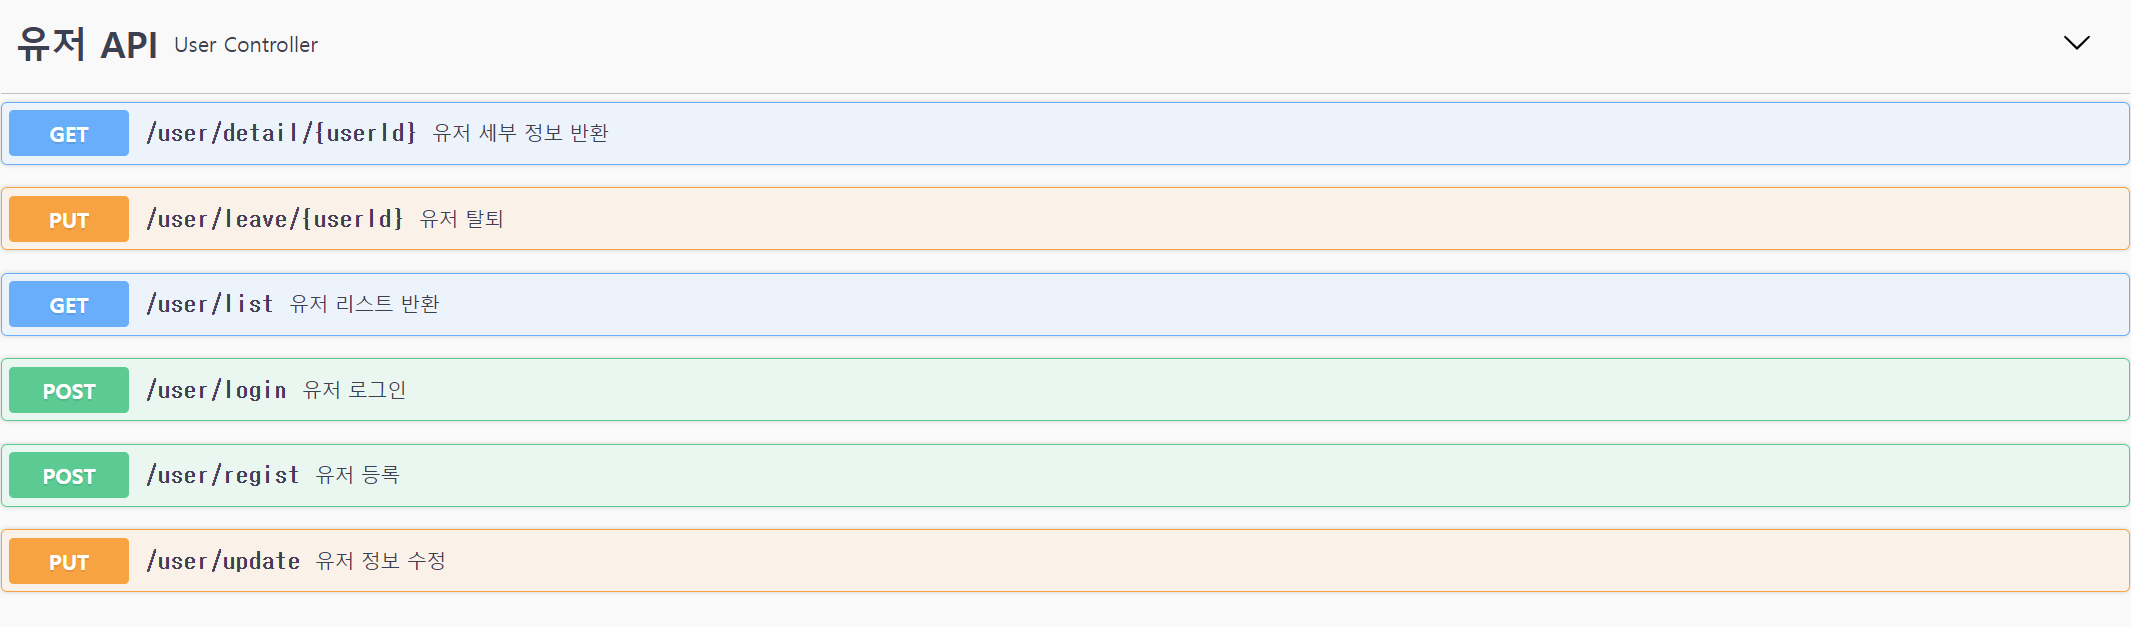 유저 API User Controller
GET /user/detail/{userId} 유저 세부 정보 반환
PUT /user/leave/{userId} 유저 탈퇴
GET /user/list 유저 리스트 반환
POST /user/login 유저 로그인
POST /user/regist 유저 등록
PUT /user/update 유저 정보 수정